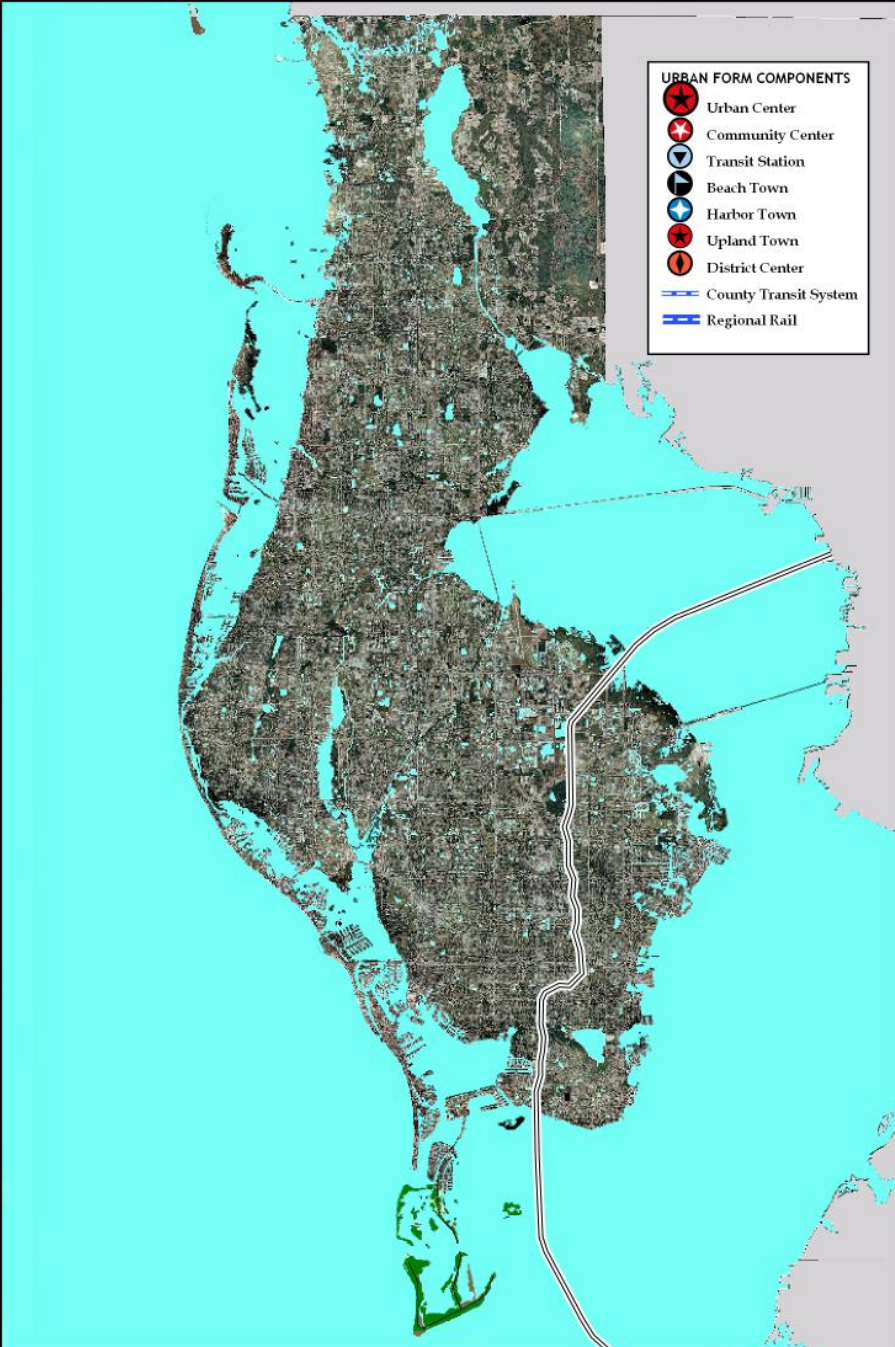 URBAN FORM COMPONENTS
Urban Center
Community Center
Transit Station
Beach Town
Harbor Town
Upland Town
District Center
County Transit System
Regional Rail